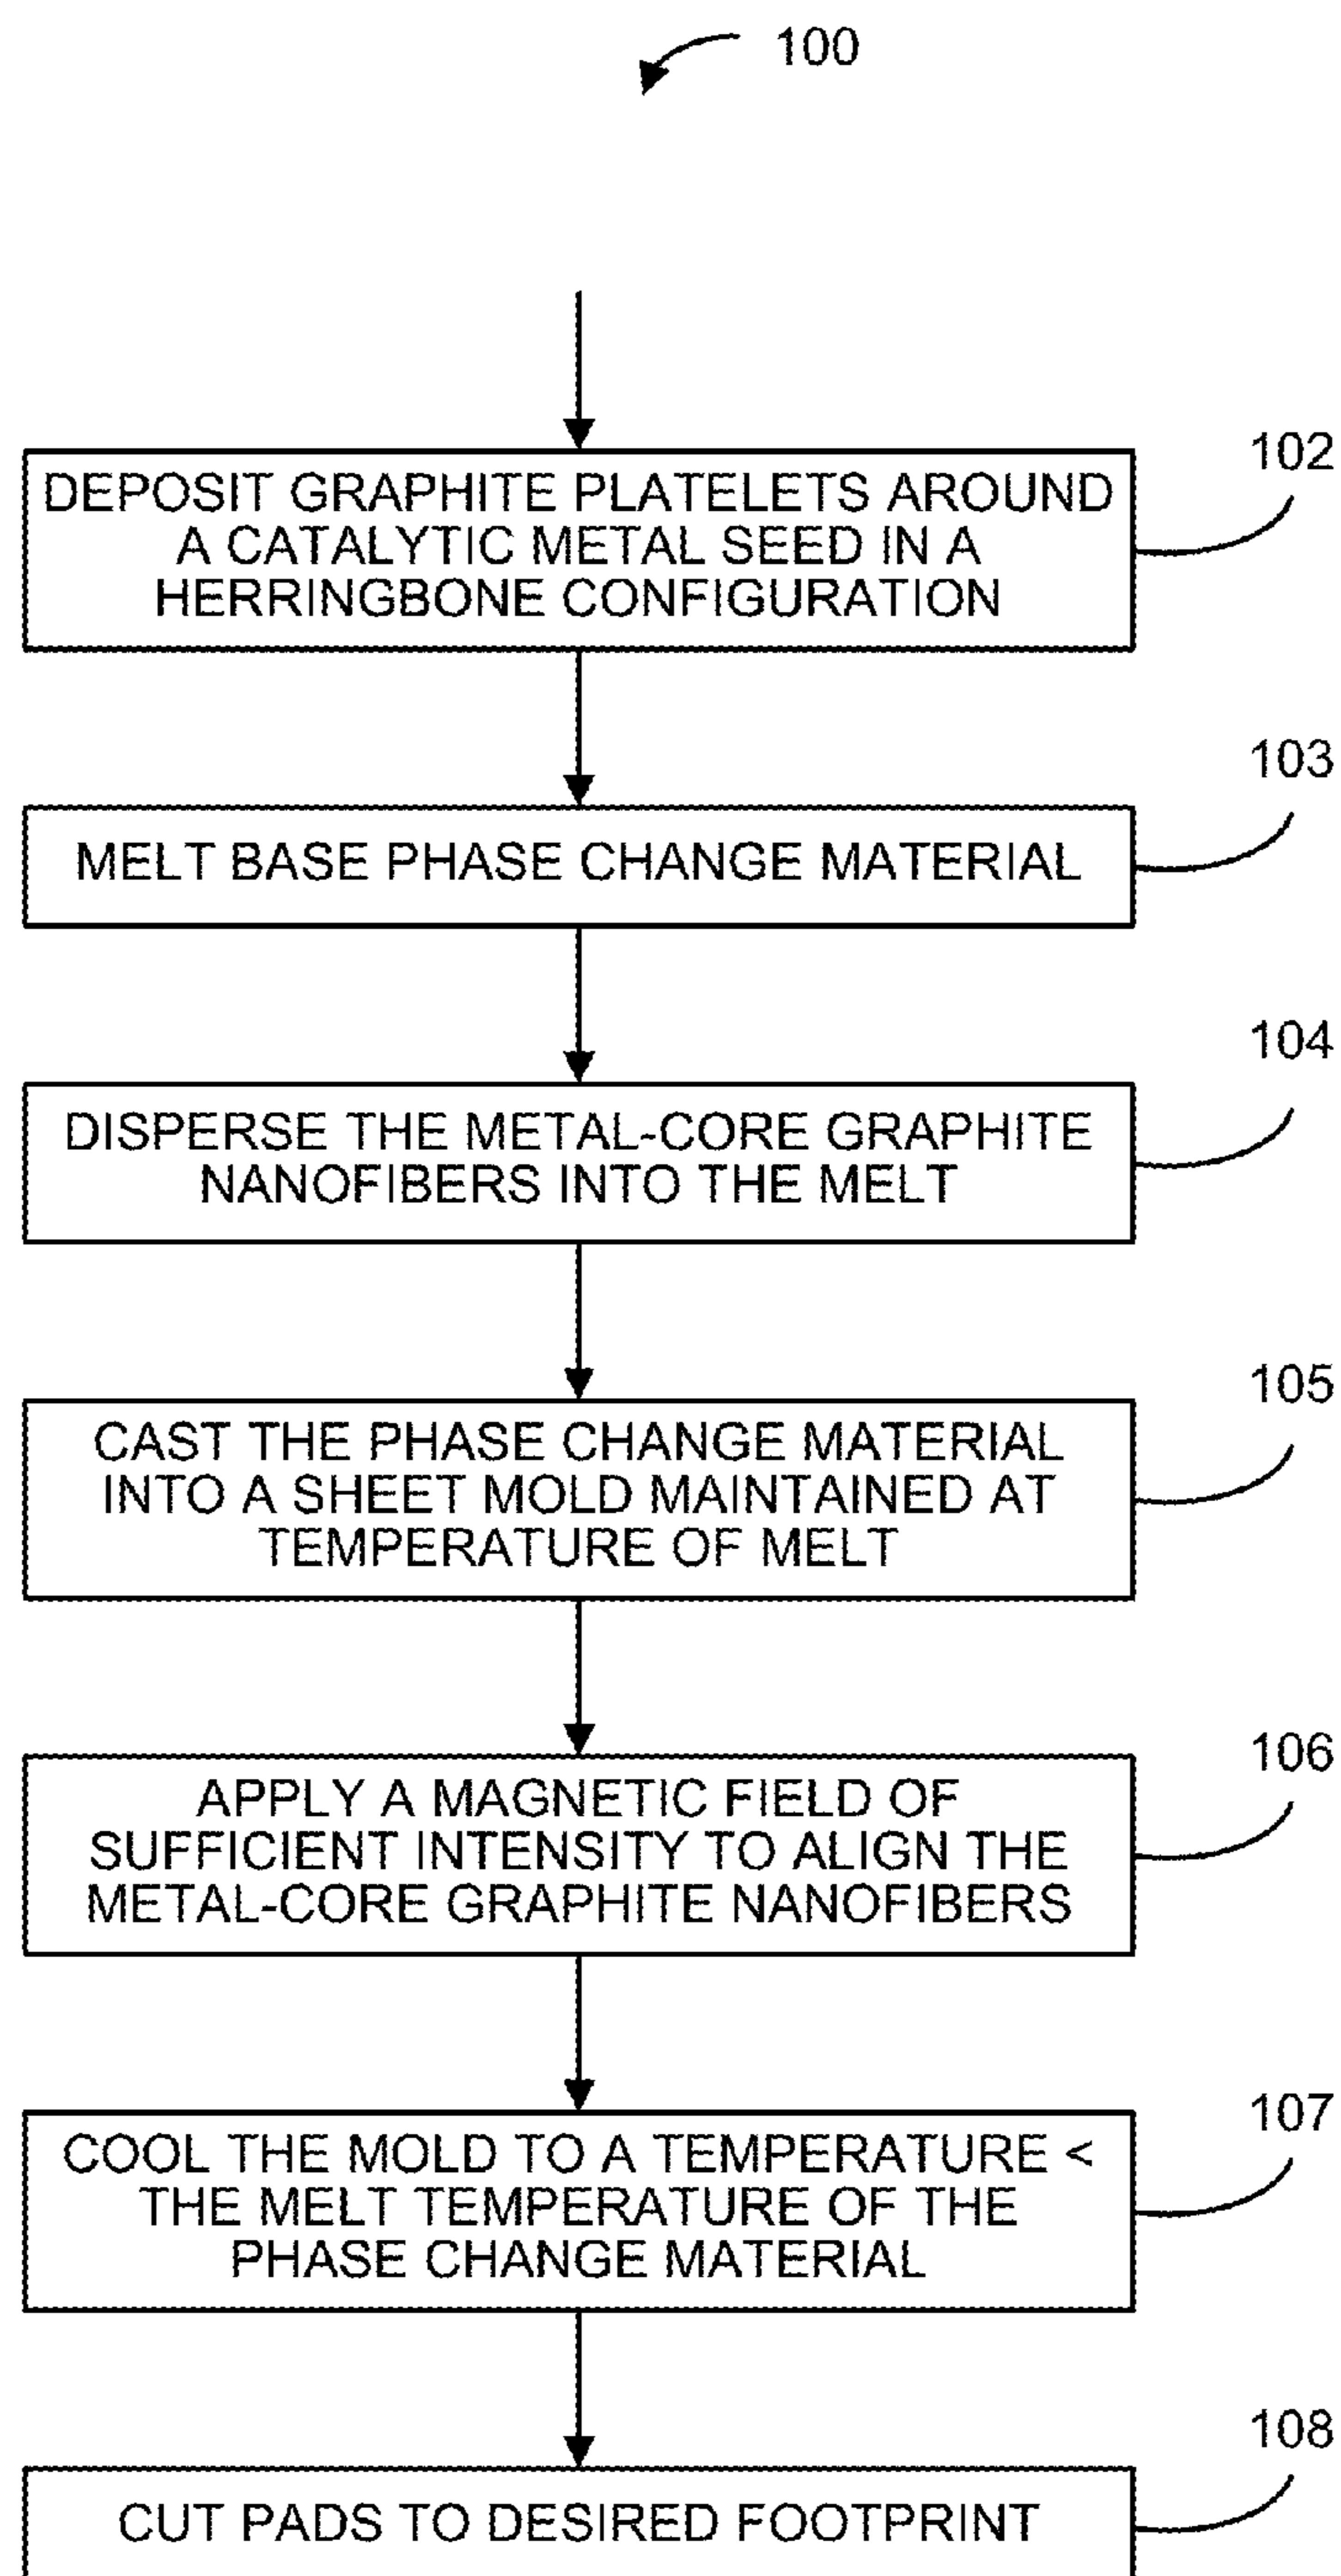 100
DEPOSIT GRAPHITE PLATELETS AROUND
A CATALYTIC METAL SEED IN A
HERRINGBONE CONFIGURATION
102
MELT BASE PHASE CHANGE MATERIAL
103
DISPERSE THE METAL-CORE GRAPHITE
NANOFIBERS INTO THE MELT
104
CAST THE PHASE CHANGE MATERIAL
INTO A SHEET MOLD MAINTAINED AT
TEMPERATURE OF MELT
105
APPLY A MAGNETIC FIELD OF
SUFFICIENT INTENSITY TO ALIGN THE
METAL-CORE GRAPHITE NANOFIBERS
106
COOL THE MOLD TO A TEMPERATURE <
THE MELT TEMPERATURE OF THE
PHASE CHANGE MATERIAL
107
CUT PADS TO DESIRED FOOTPRINT
108